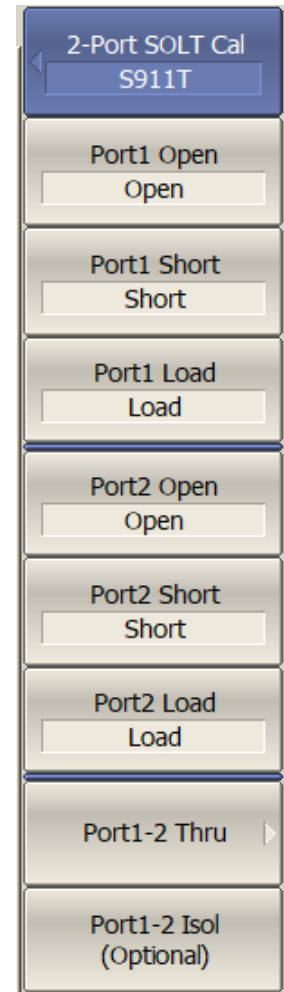 2-Port SOLT Cal
S911T
Port1 Open
Open
Port1 Short
Short
Port1 Load
Load
Port2 Open
Open
Port2 Short
Short
Port2 Load
Load
Port1-2 Thru
Port1-2 Isol
(Optional)